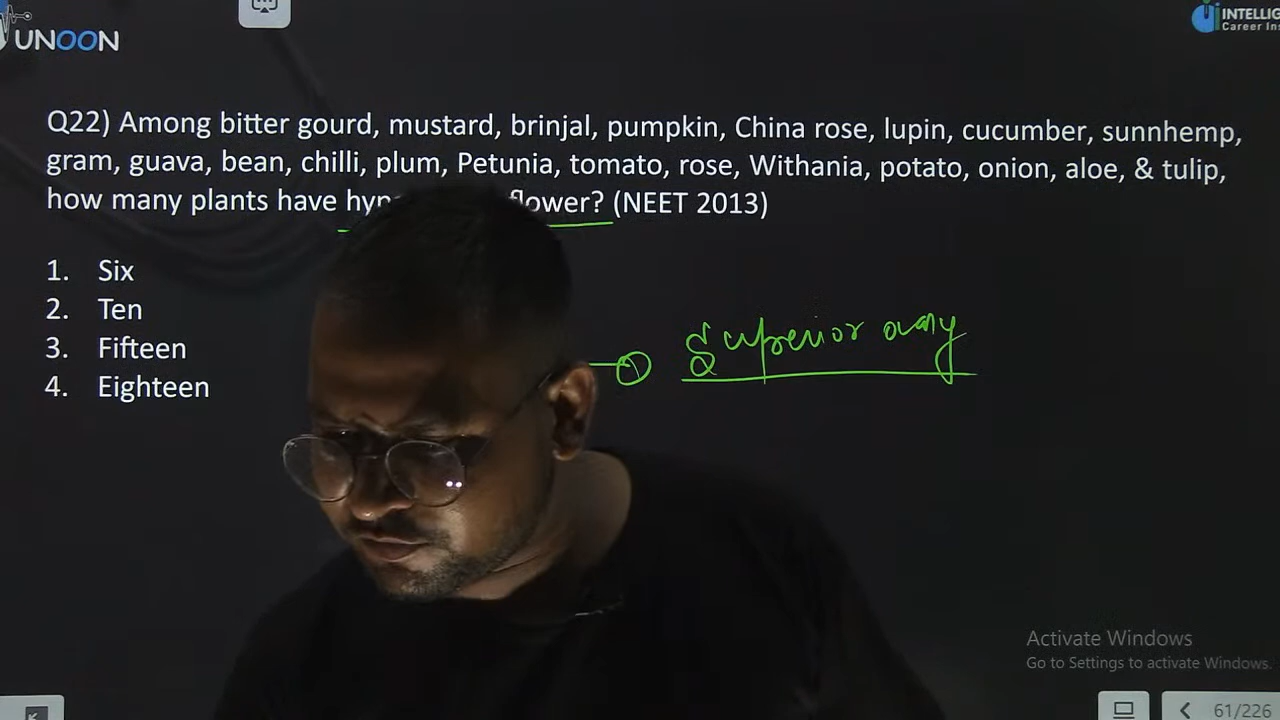 UNOON
INTELLIG
Career Ins
Q22) Among bitter gourd, mustard, brinjal, pumpkin, China rose, lupin, cucumber, sunnhemp,
gram, guava, bean, chilli, plum, Petunia, tomato, rose, Withania, potato, onion, aloe, & tulip,
how many plants have flower? (NEET 2013)
1. Six
2. Ten
3. Fifteen
4. Eighteen
Superior ovary
Activate Windows
Go to Settings to activate Windows.
61/226